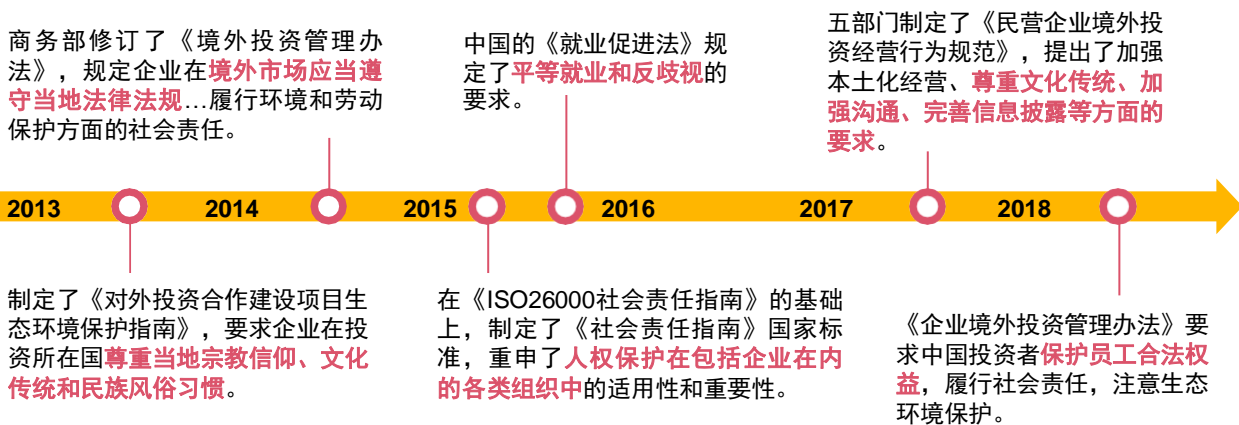 商务部修订了《境外投资管理办
法》，规定企业在境外市场应当遵
守当地法律法规…履行环境和劳动
保护方面的社会责任。
中国的《就业促进法》规
定了平等就业和反歧视的
要求。
五部门制定了《民营企业境外投
资经营行为规范》，提出了加强
本土化经营、尊重文化传统、加
强沟通、完善信息披露等方面的
要求。
2013 2014 2015 2016 2017 2018
制定了《对外投资合作建设项目生
态环境保护指南》，要求企业在投
资所在国尊重当地宗教信仰、文化
传统和民族风俗习惯。
在《ISO26000社会责任指南》的基础
上，制定了《社会责任指南》国家标
准，重申了人权保护在包括企业在内
的各类组织中的适用性和重要性。
《企业境外投资管理办法》要
求中国投资者保护员工合法权
益，履行社会责任，注意生态
环境保护。